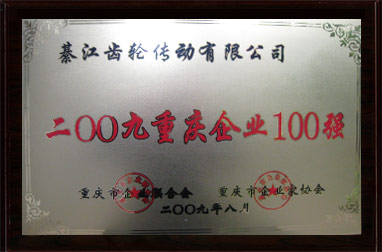 綦江齿轮传动有限公司
二〇〇九重庆企业100强
重庆市企业联合会 重庆市企业家协会
二〇〇九年八月